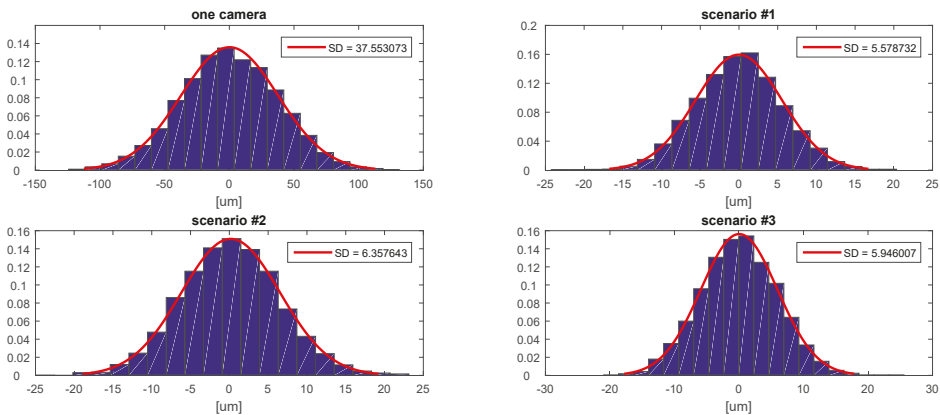 one camera
0.14
0.12
0.1
0.08
0.06
0.04
0.02
0
SD = 37.553073
-150 -100 -50 0 50 100 150
[um]
scenario #1
0.2
0.16
0.12
0.08
0.04
0
SD = 5.578732
-25 -20 -15 -10 -5 0 5 10 15 20 25
[um]
scenario #2
0.16
0.14
0.12
0.1
0.08
0.06
0.04
0.02
0
SD = 6.357643
-25 -20 -15 -10 -5 0 5 10 15 20 25
[um]
scenario #3
0.16
0.14
0.12
0.1
0.08
0.06
0.04
0.02
0
SD = 5.946007
-30 -20 -10 0 10 20 30
[um]